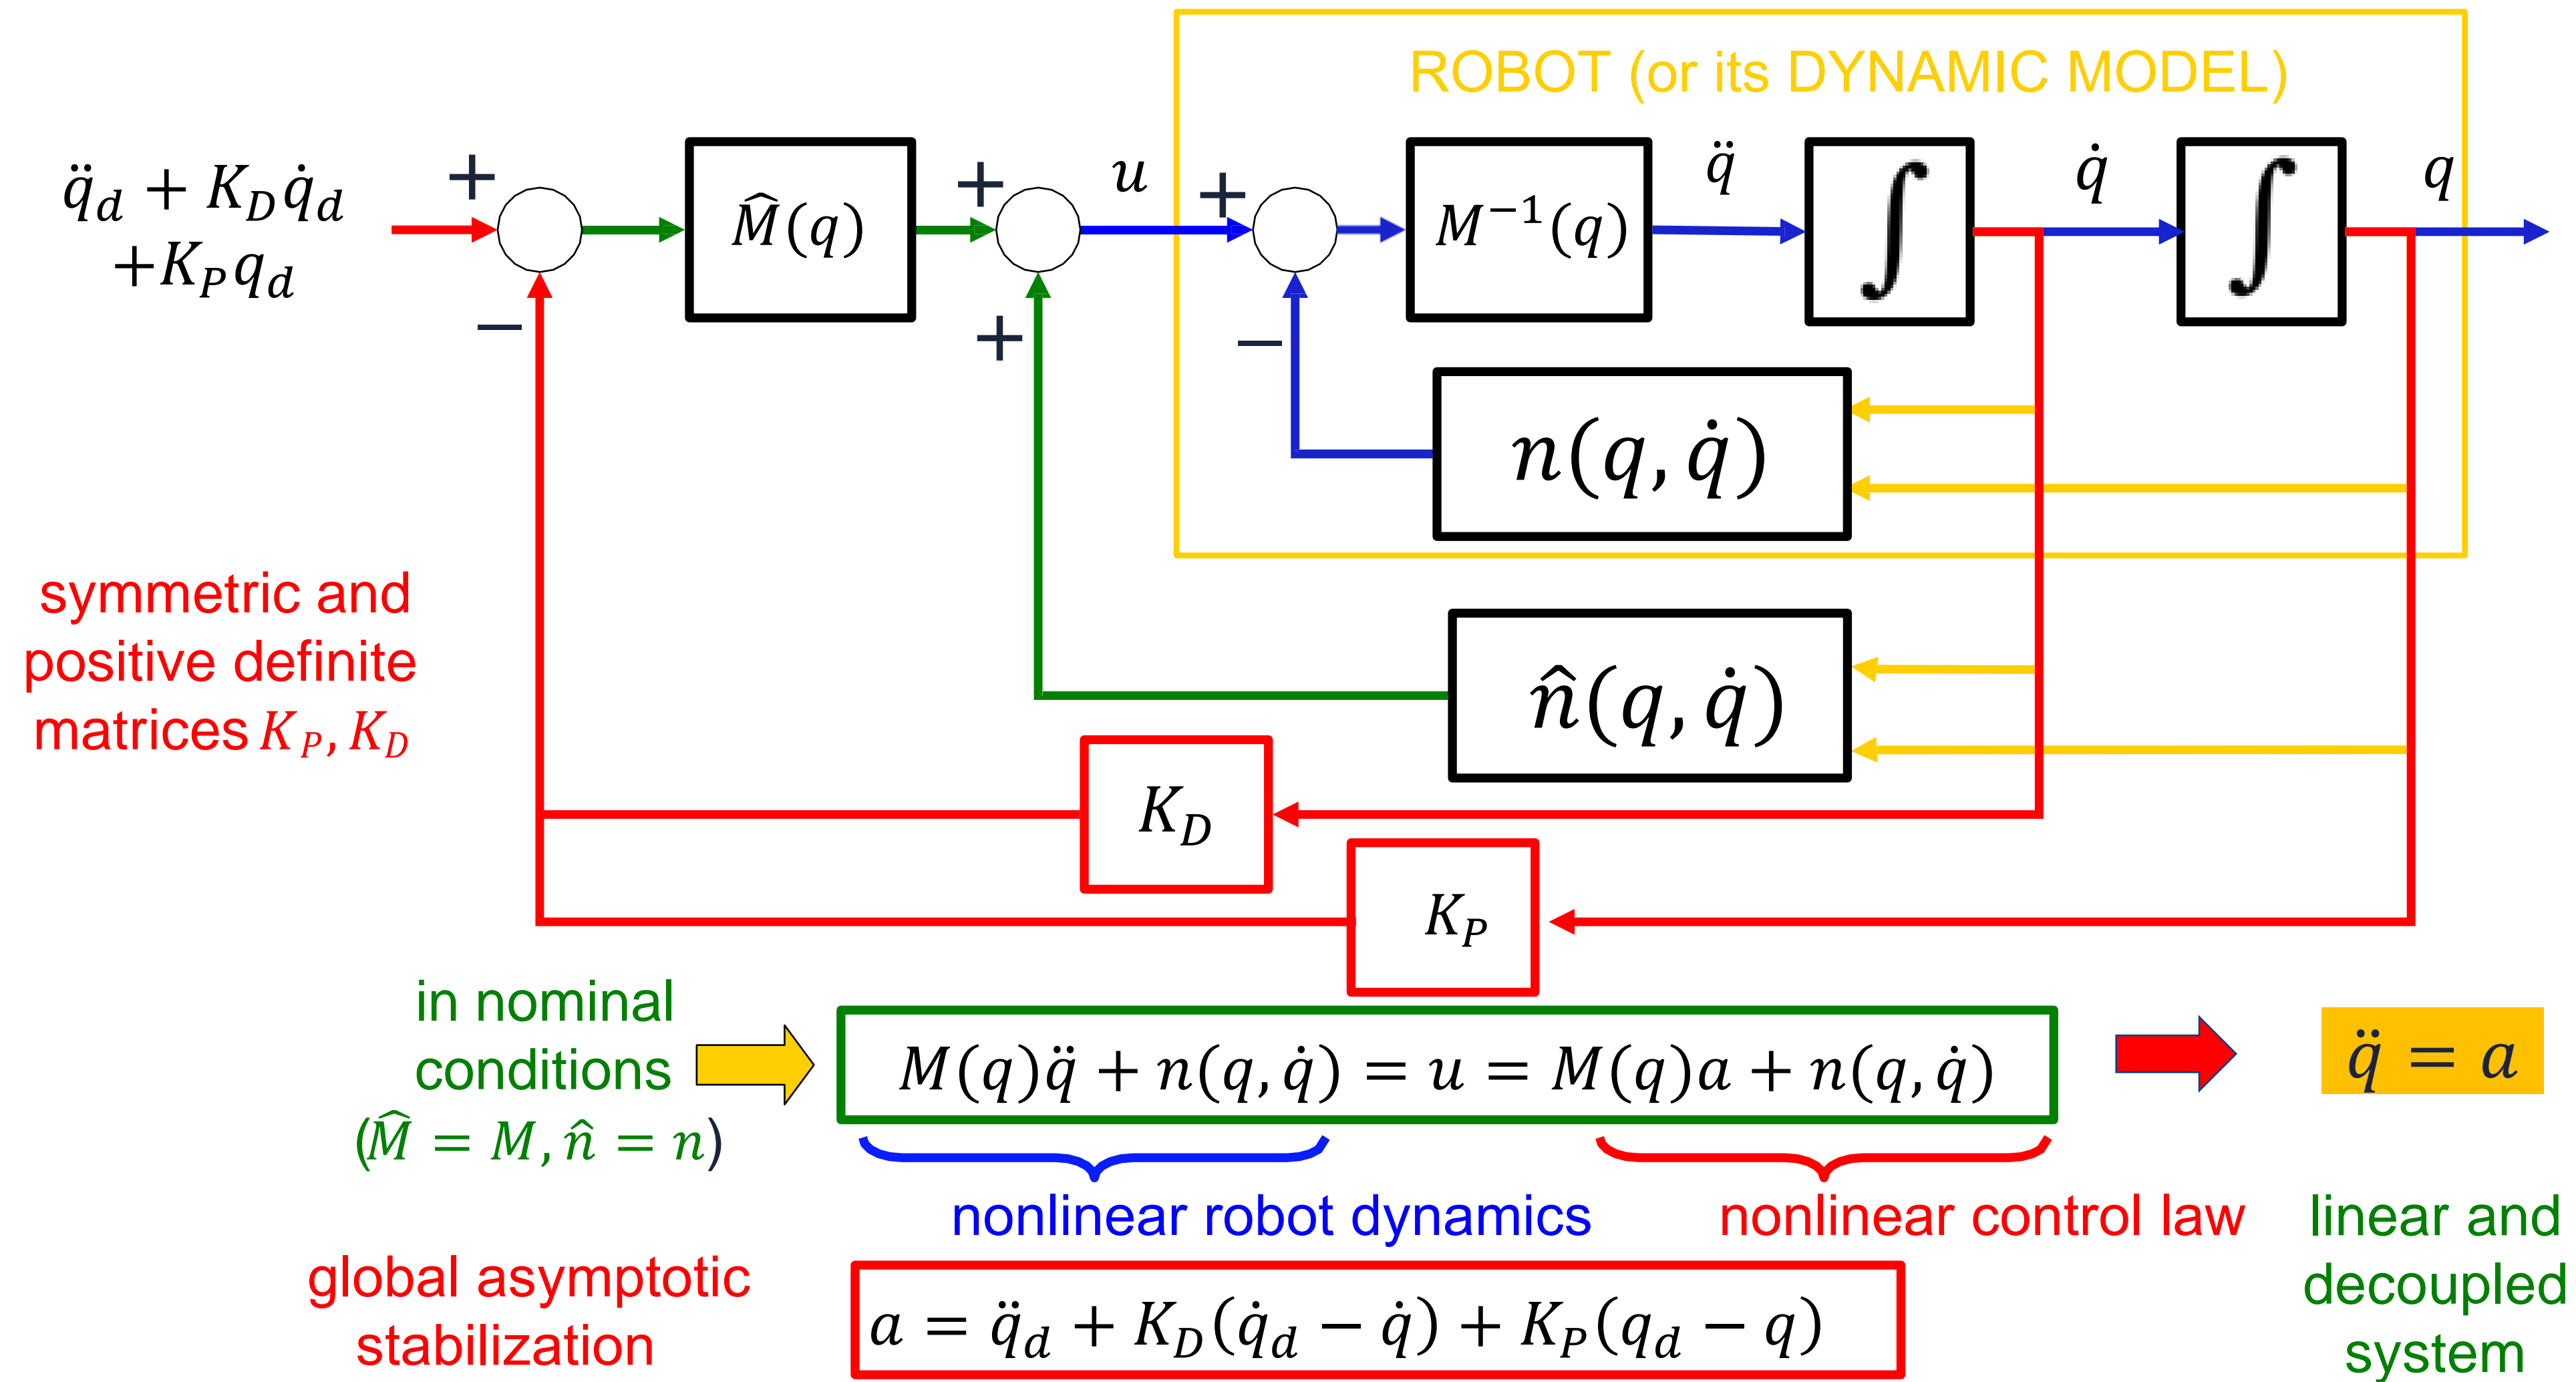 ROBOT (or its DYNAMIC MODEL)
q̈_d + K_D q̇_d
+K_P q_d
+
−
M̂(q)
+
+
u
+
−
M⁻¹(q)
q̈
∫
q̇
∫
q
n(q, q̇)
n̂(q, q̇)
symmetric and
positive definite
matrices K_P, K_D
K_D
K_P
in nominal
conditions
(M̂ = M, n̂ = n)
M(q)q̈ + n(q, q̇) = u = M(q)a + n(q, q̇)
q̈ = a
nonlinear robot dynamics
nonlinear control law
linear and
decoupled
system
global asymptotic
stabilization
a = q̈_d + K_D(q̇_d − q̇) + K_P(q_d − q)